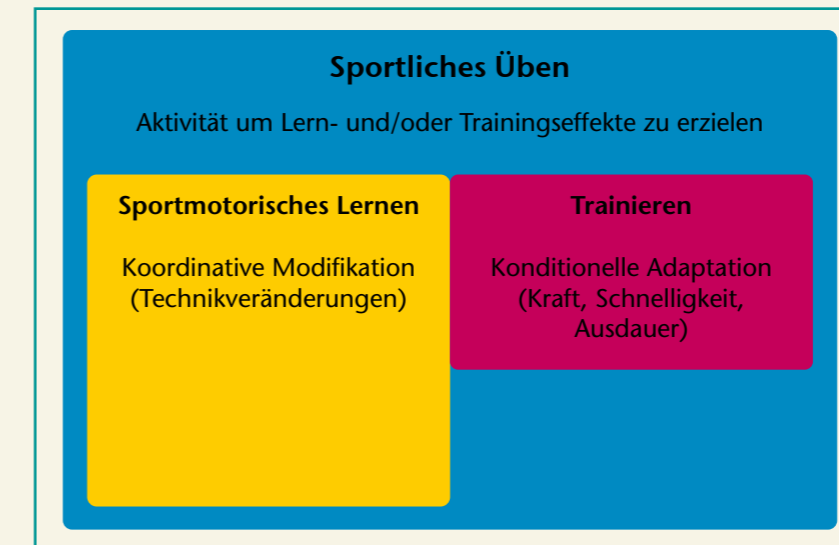 Sportliches Üben
Aktivität um Lern- und/oder Trainingseffekte zu erzielen
Sportmotorisches Lernen
Koordinative Modifikation
(Technikveränderungen)
Trainieren
Konditionelle Adaptation
(Kraft, Schnelligkeit,
Ausdauer)